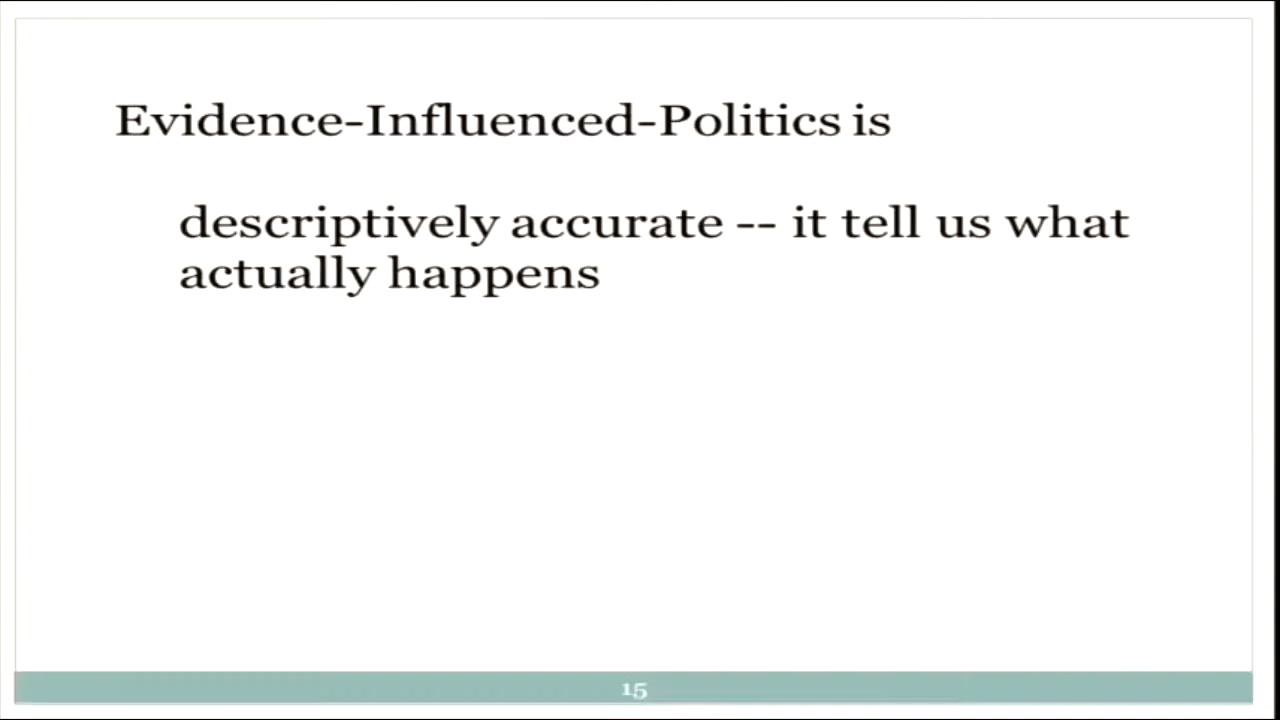 Evidence-Influenced-Politics is
descriptively accurate -- it tell us what
actually happens
15